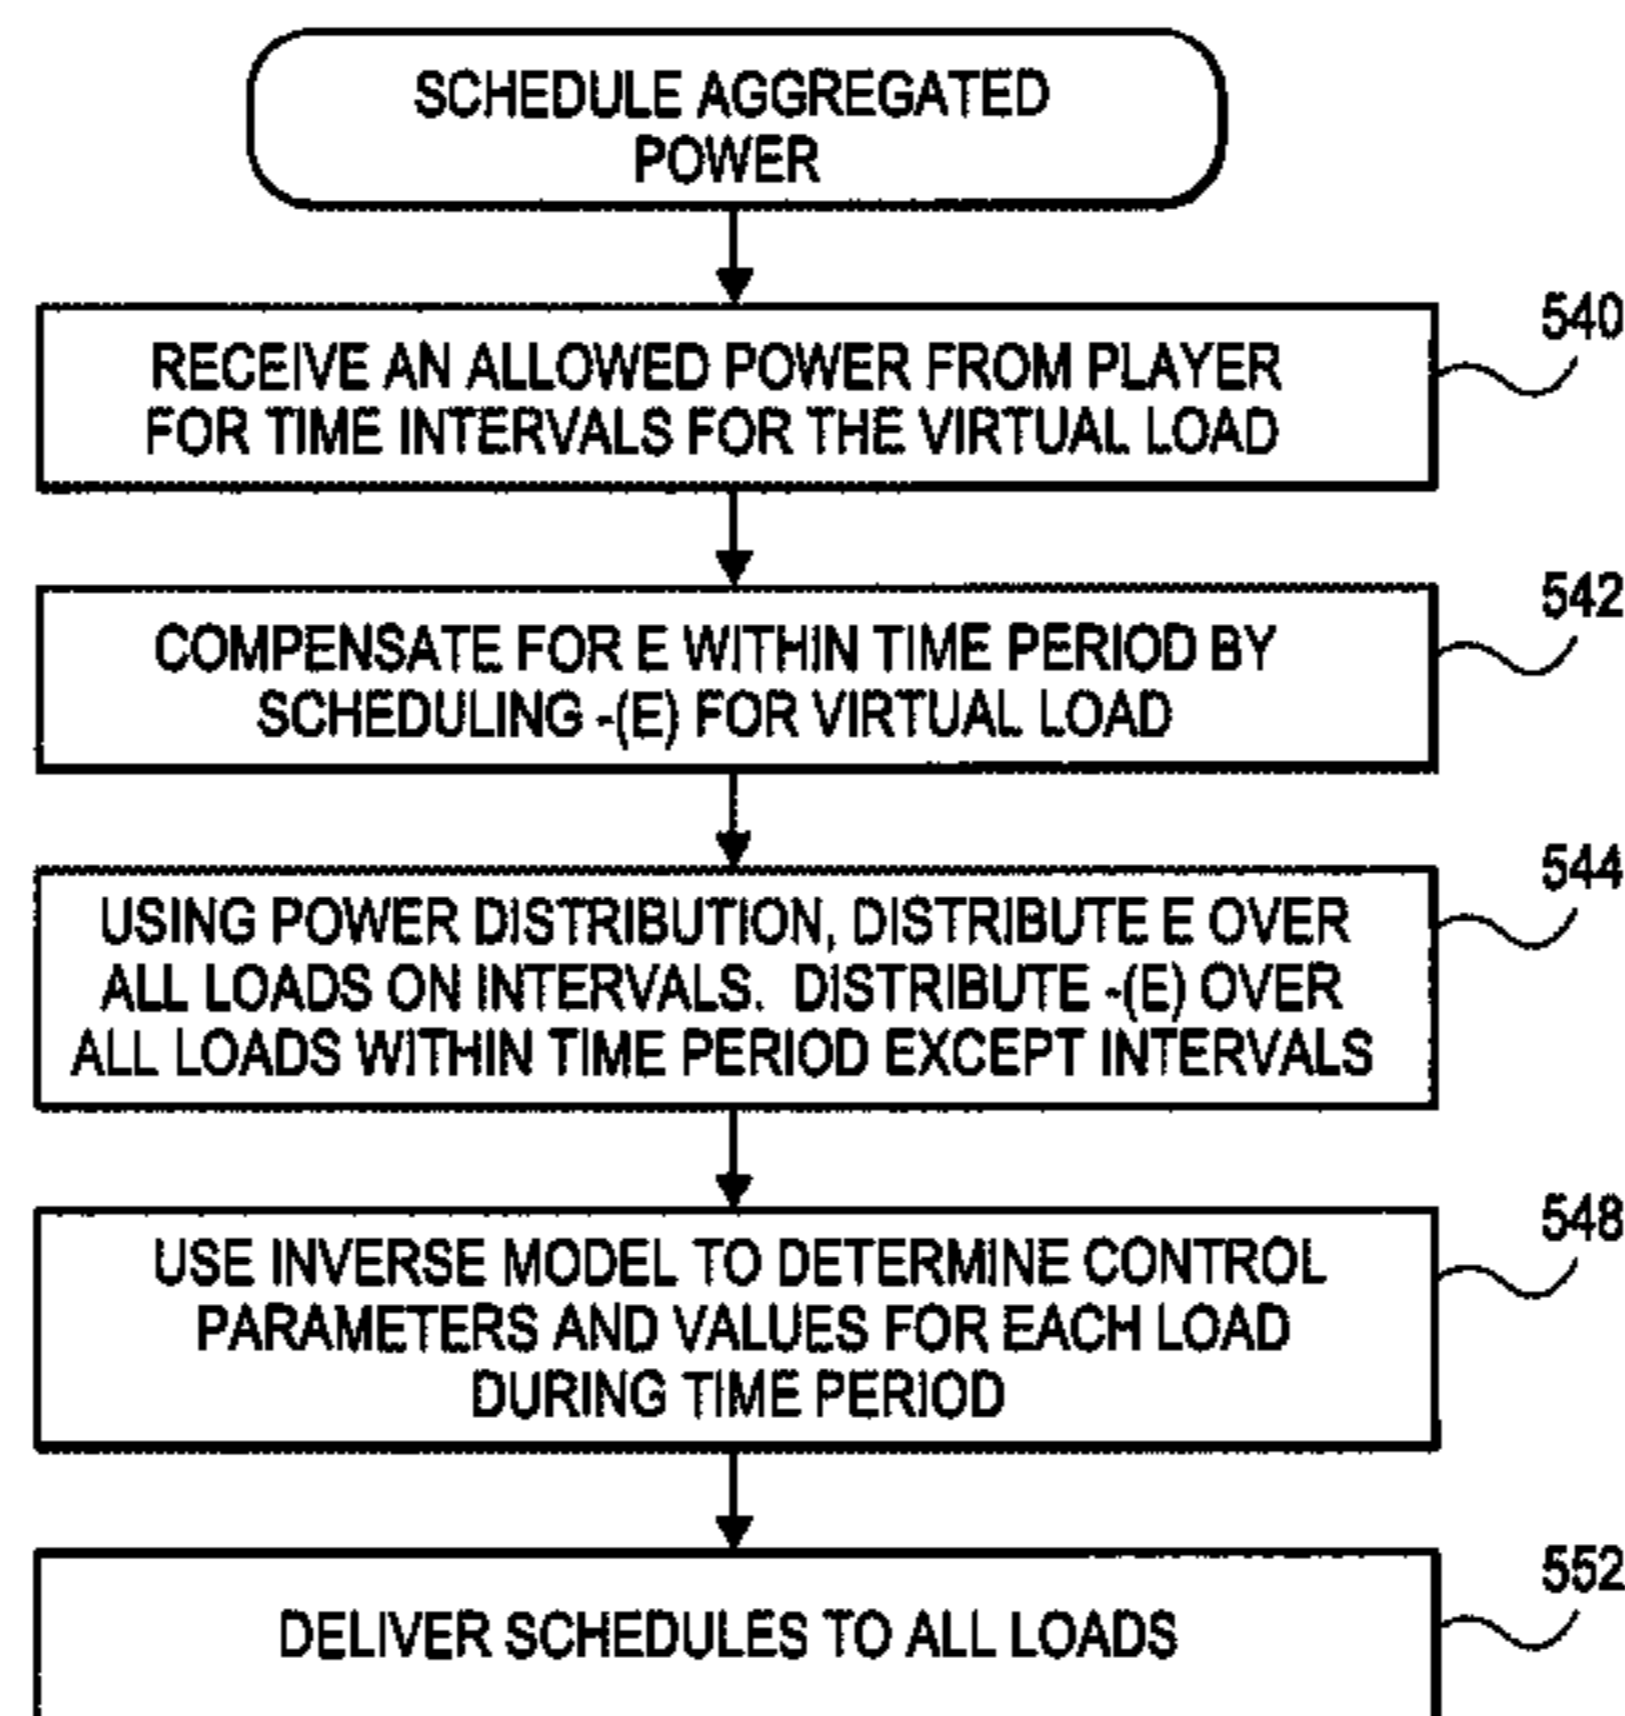 SCHEDULE AGGREGATED
POWER
540
RECEIVE AN ALLOWED POWER FROM PLAYER
FOR TIME INTERVALS FOR THE VIRTUAL LOAD
542
COMPENSATE FOR E WITHIN TIME PERIOD BY
SCHEDULING -(E) FOR VIRTUAL LOAD
544
USING POWER DISTRIBUTION, DISTRIBUTE E OVER
ALL LOADS ON INTERVALS. DISTRIBUTE -(E) OVER
ALL LOADS WITHIN TIME PERIOD EXCEPT INTERVALS
548
USE INVERSE MODEL TO DETERMINE CONTROL
PARAMETERS AND VALUES FOR EACH LOAD
DURING TIME PERIOD
552
DELIVER SCHEDULES TO ALL LOADS